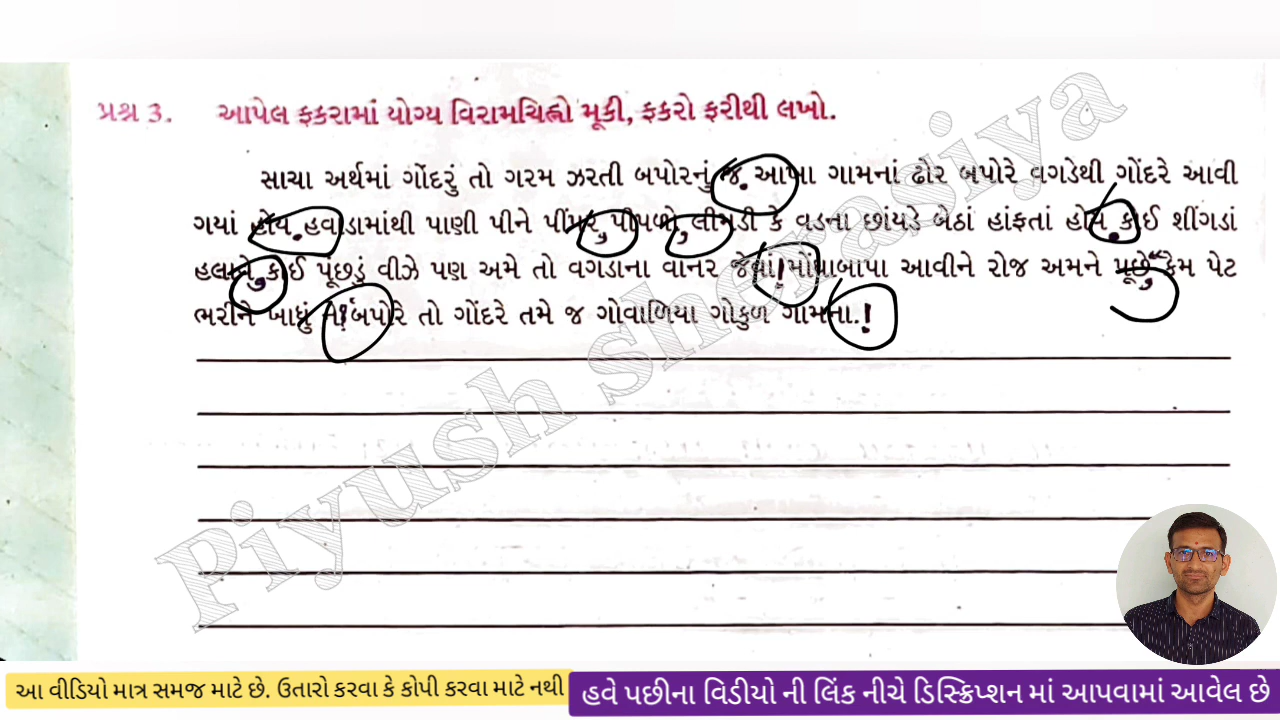 પ્રશ્ન 3. આપેલ ફકરામાં યોગ્ય વિરામચિહ્નો મૂકી, ફકરો ફરીથી લખો.
સાચા અર્થમાં ગોંદરું તો ગરમ ઝરતી બપોરનું જ. આખા ગામનાં ઢોર બપોરે વગડેથી ગોંદરે આવી
ગયાં હોય. હવાડામાંથી પાણી પીને પીંપર, પીપળો, લીમડી કે વડના છાંયડે બેઠાં હાંફતાં હોય. કોઈ શીંગડાં
હલાવે, કોઈ પૂંછડું વીઝે પણ અમે તો વગડાના વાનર જેવાં! મોંઘાબાપા આવીને રોજ અમને પૂછે, “કેમ પેટ
ભરીને ખાધું ને!” બપોરે તો ગોંદરે તમે જ ગોવાળિયા ગોકુળ ગામના.!
Piyush sherasiya
આ વીડિયો માત્ર સમજ માટે છે. ઉતારો કરવા કે કોપી કરવા માટે નથી
હવે પછીના વિડીયો ની લિંક નીચે ડિસ્ક્રિપ્શન માં આપવામાં આવેલ છે